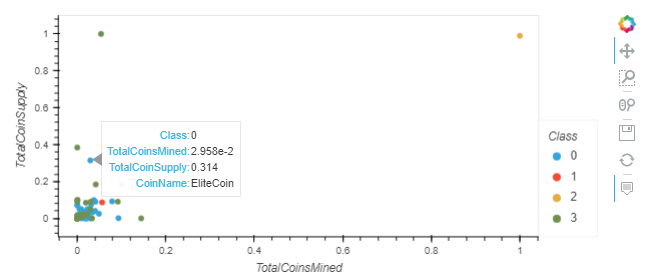 1
0.8
0.6
0.4
0.2
0
TotalCoinSupply
Class: 0
TotalCoinsMined: 2.958e-2
TotalCoinSupply: 0.314
CoinName: EliteCoin
0 0.2 0.4 0.6 0.8 1
TotalCoinsMined
Class
0
1
2
3